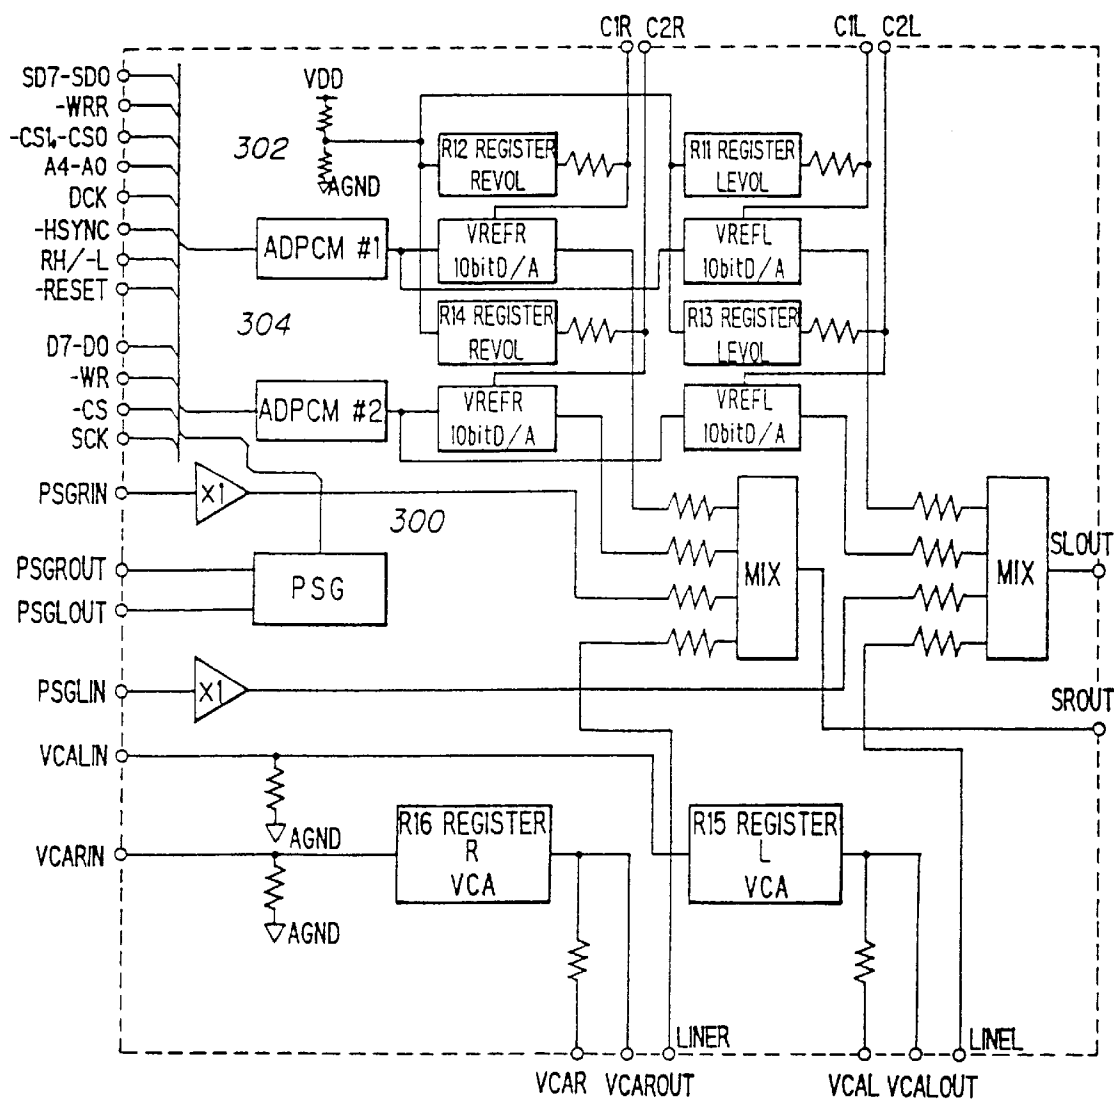 C1R C2R C1L C2L
SD7-SD0
-WRR
-CS1,-CS0
A4-A0
DCK
-HSYNC
RH/-L
-RESET
D7-D0
-WR
-CS
SCK
PSGRIN
PSGROUT
PSGLOUT
PSGLIN
VCALIN
VCARIN
VDD
302
AGND
R12 REGISTER
REVOL
R11 REGISTER
LEVOL
ADPCM #1
VREFR
10bitD/A
VREFL
10bitD/A
304
R14 REGISTER
REVOL
R13 REGISTER
LEVOL
ADPCM #2
VREFR
10bitD/A
VREFL
10bitD/A
X1
300
PSG
MIX
MIX
SLOUT
X1
SROUT
AGND
R16 REGISTER
R
VCA
R15 REGISTER
L
VCA
AGND
LINER
LINEL
VCAR VCAROUT
VCAL VCALOUT